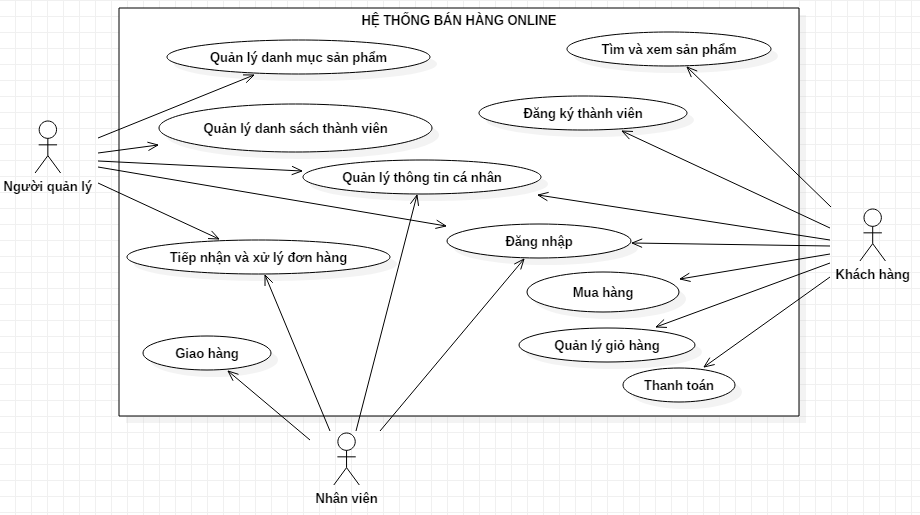 HỆ THỐNG BÁN HÀNG ONLINE
Quản lý danh mục sản phẩm
Tìm và xem sản phẩm
Đăng ký thành viên
Quản lý danh sách thành viên
Quản lý thông tin cá nhân
Người quản lý
Đăng nhập
Tiếp nhận và xử lý đơn hàng
Khách hàng
Mua hàng
Quản lý giỏ hàng
Giao hàng
Thanh toán
Nhân viên